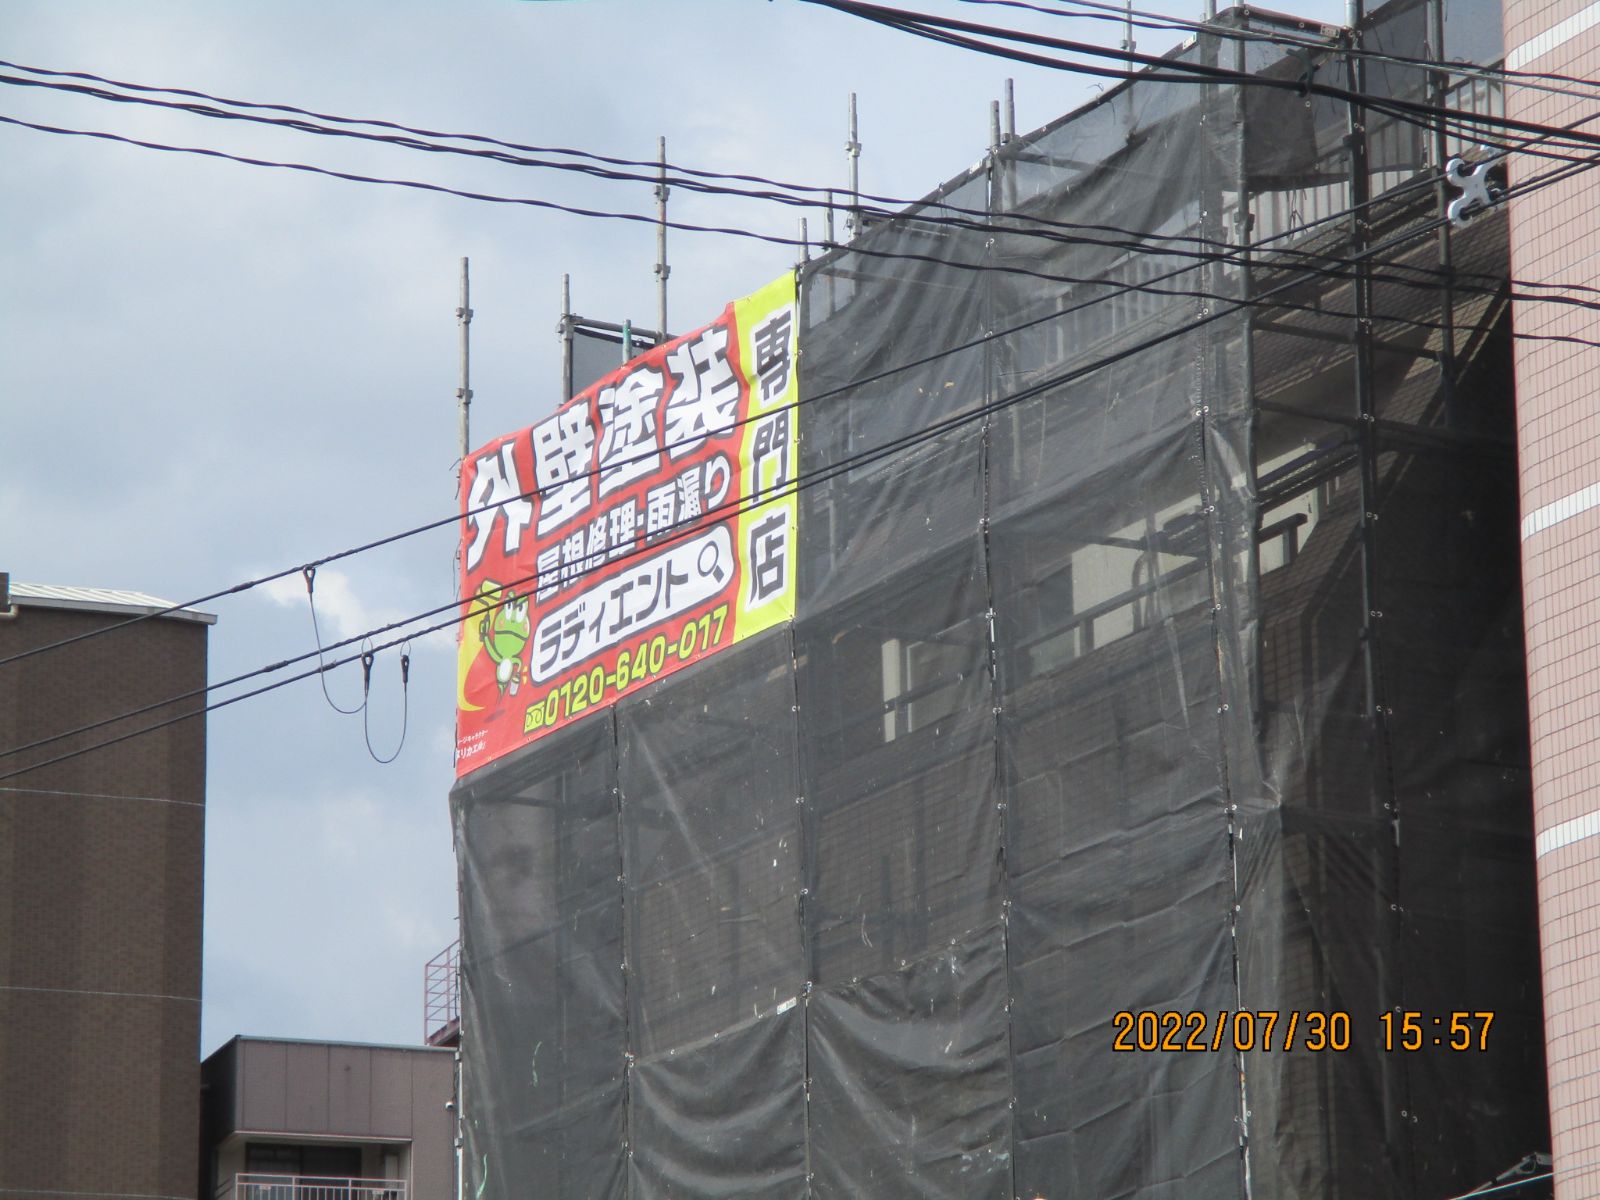 外壁塗装
専門店
屋根修理・雨漏り
ラディエント
0120-640-017
2022/07/30 15:57